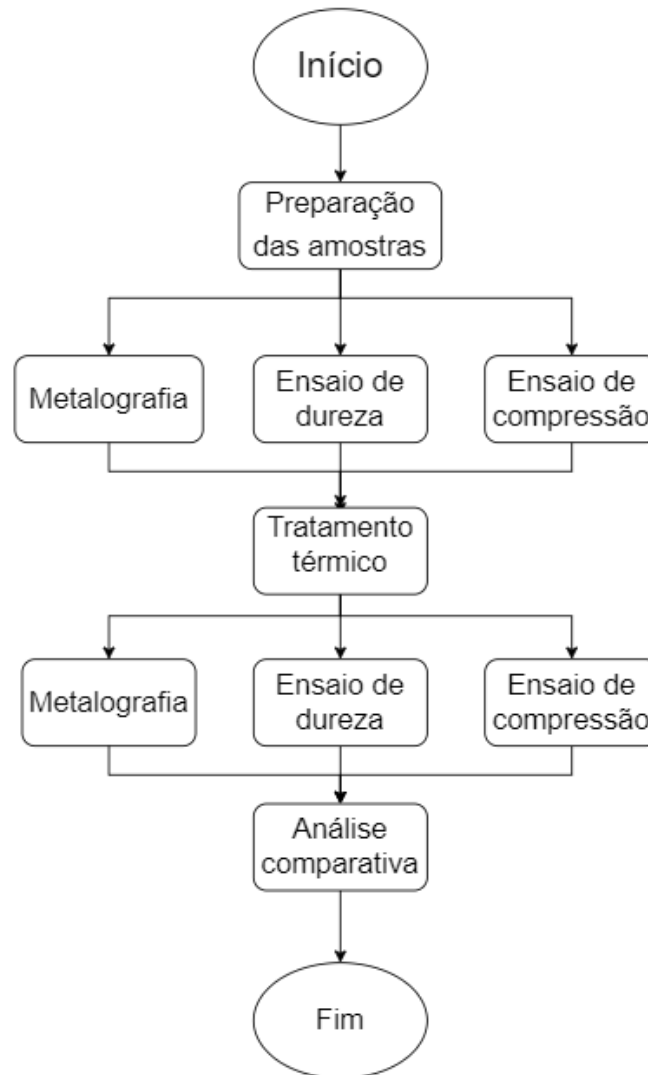 Início
Preparação
das amostras
Metalografia
Ensaio de
dureza
Ensaio de
compressão
Tratamento
térmico
Metalografia
Ensaio de
dureza
Ensaio de
compressão
Análise
comparativa
Fim